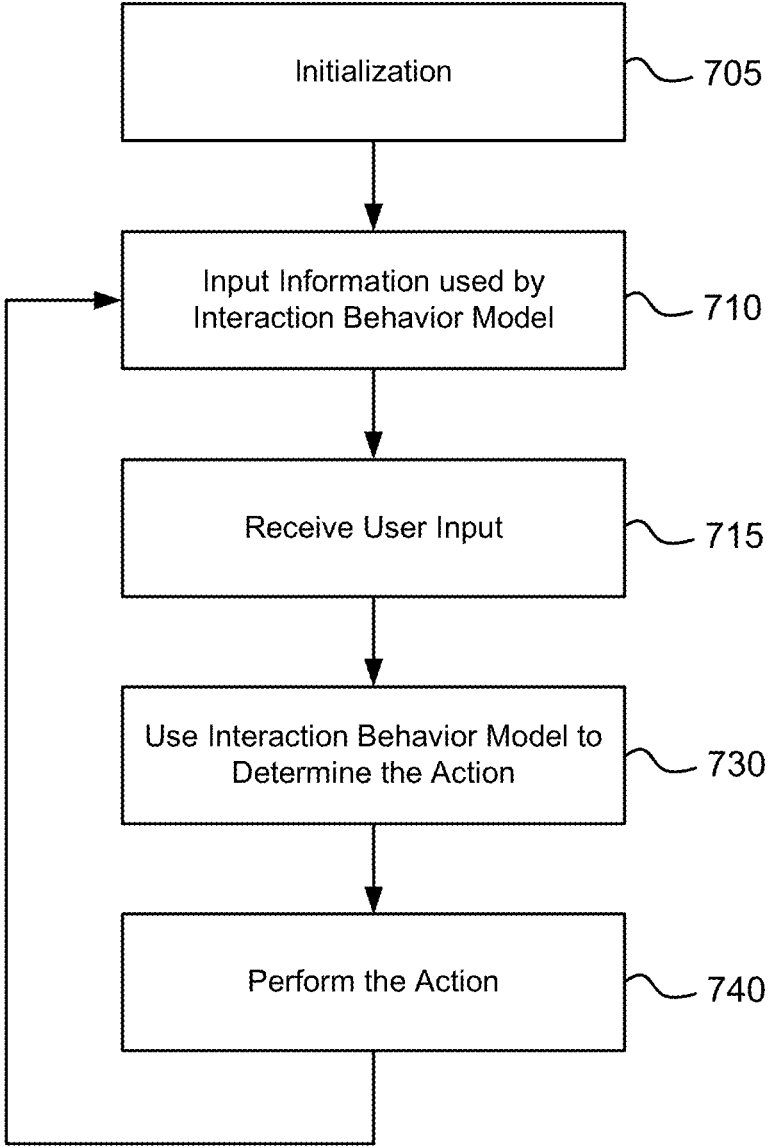 Initialization
705
Input Information used by
Interaction Behavior Model
710
Receive User Input
715
Use Interaction Behavior Model to
Determine the Action
730
Perform the Action
740